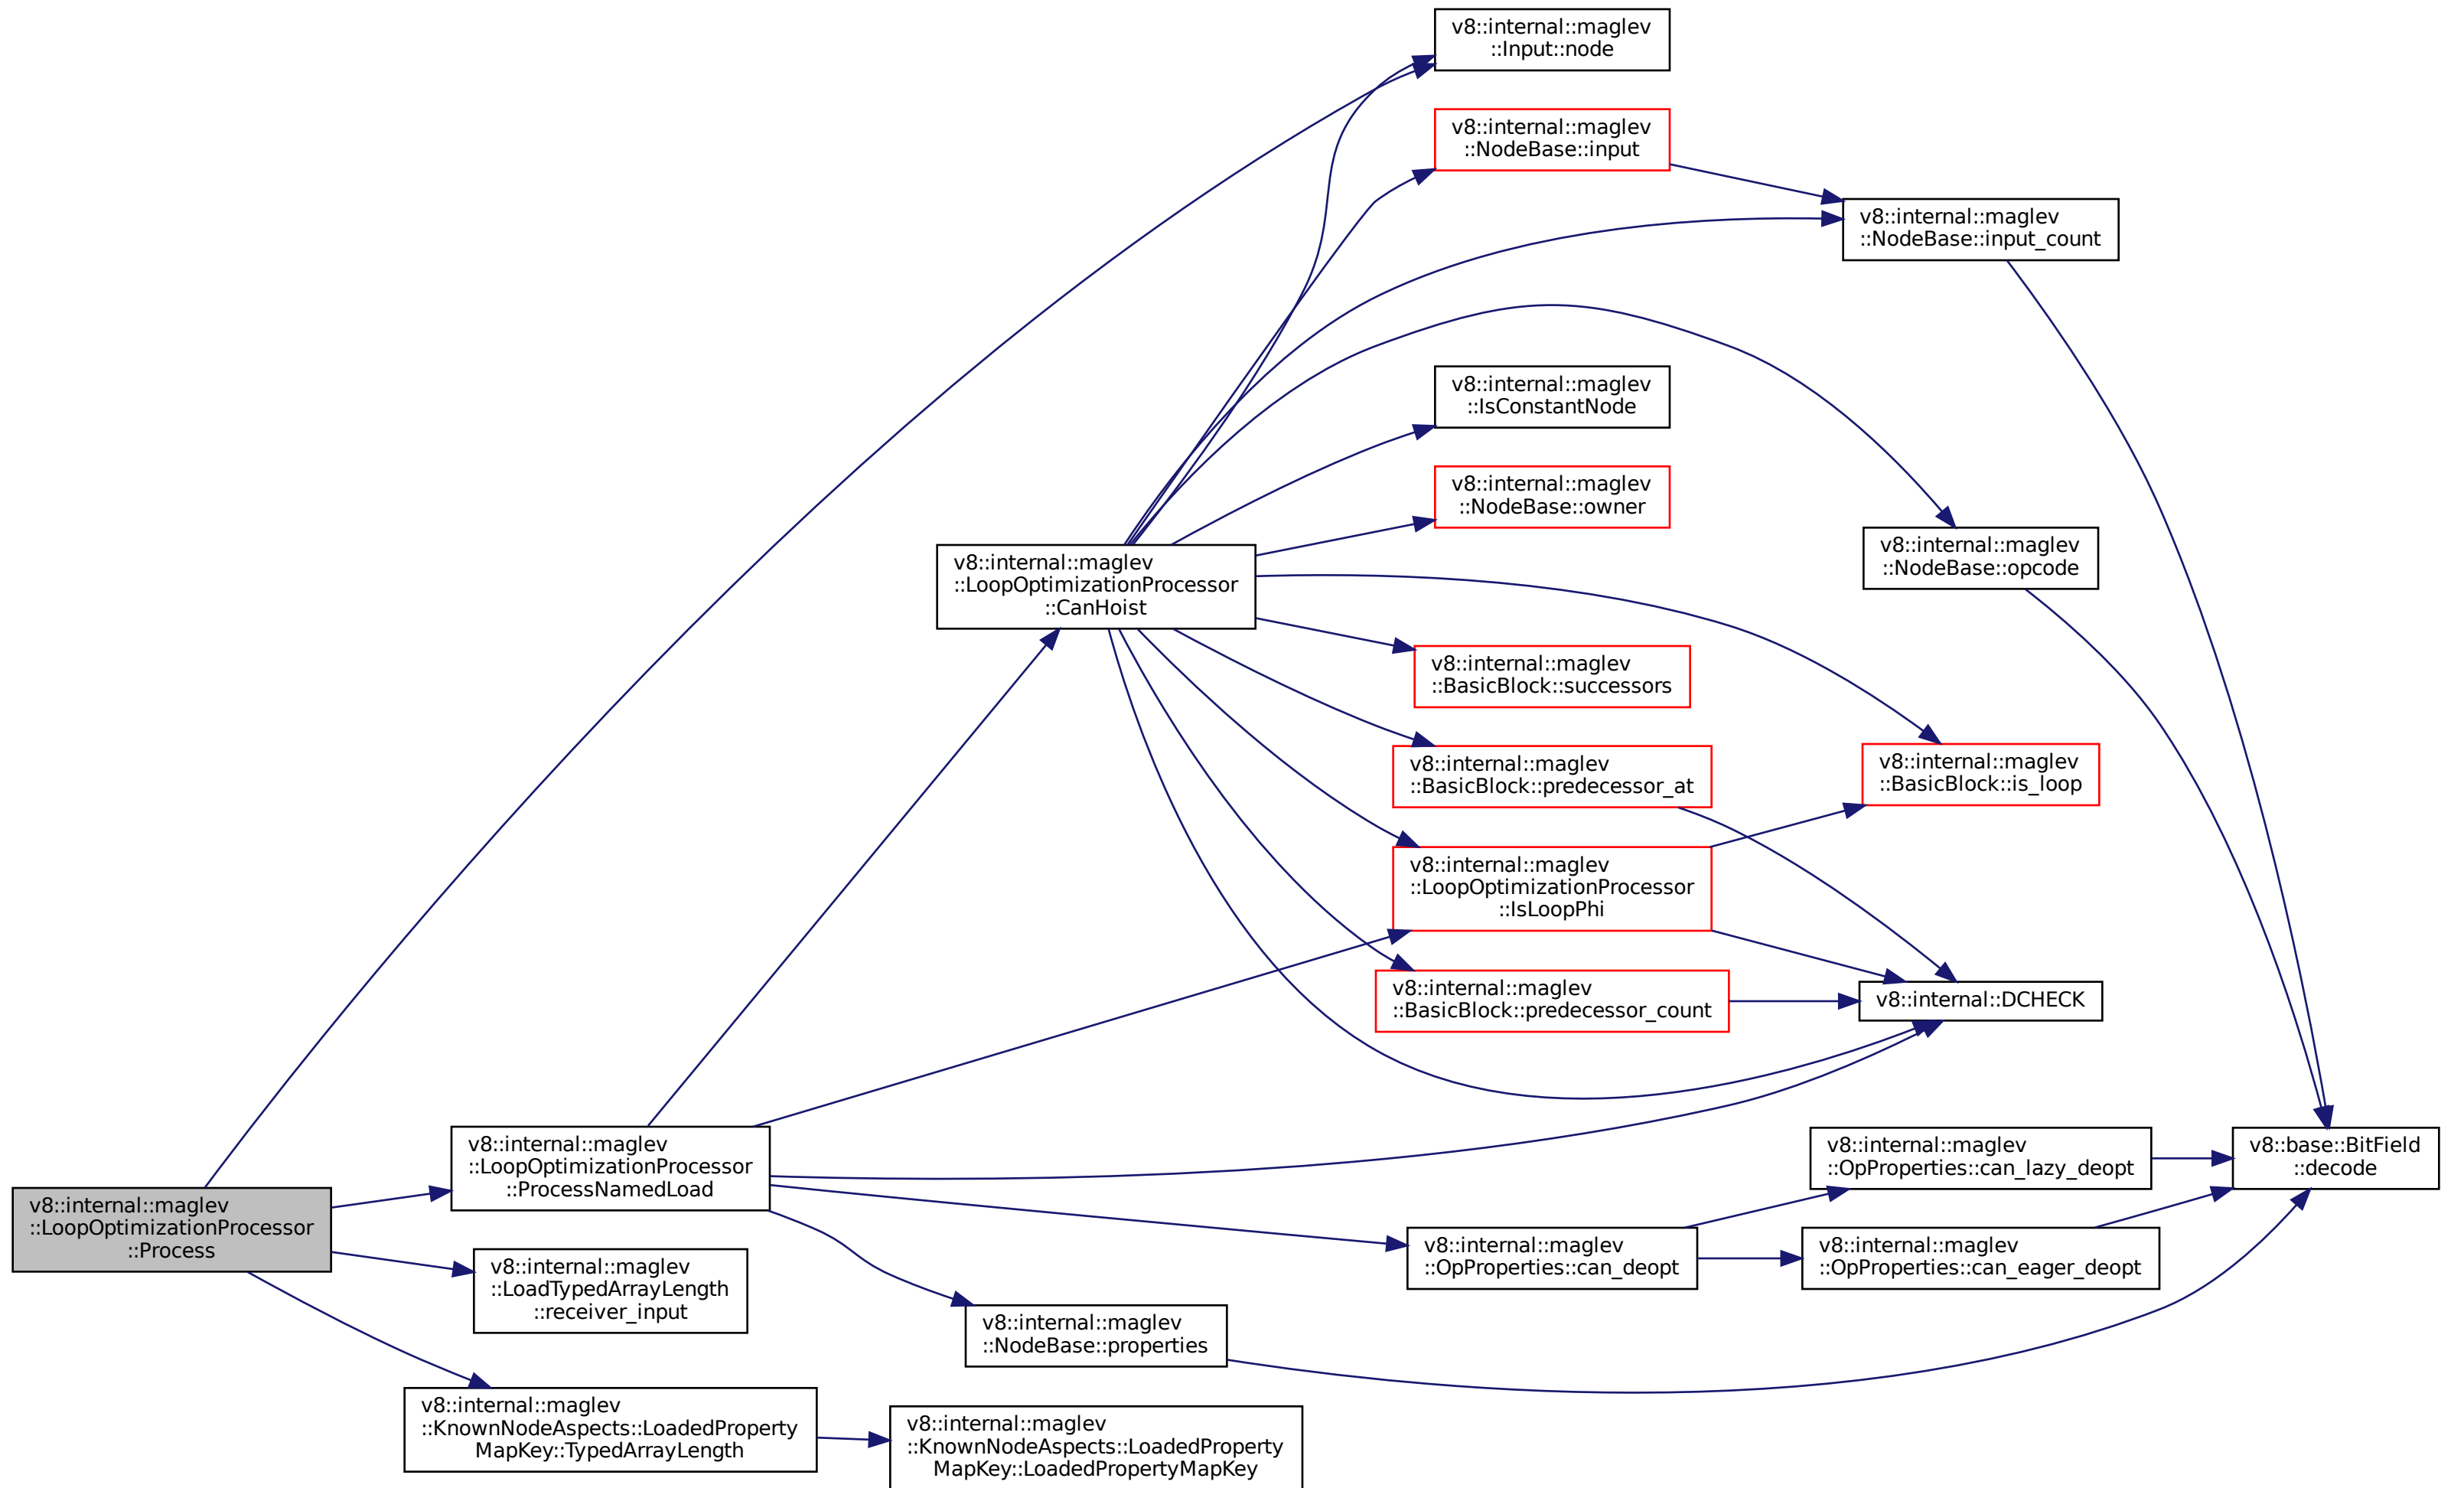 v8::internal::maglev
::LoopOptimizationProcessor
::Process
v8::internal::maglev
::Input::node
v8::internal::maglev
::LoopOptimizationProcessor
::ProcessNamedLoad
v8::internal::maglev
::LoadTypedArrayLength
::receiver_input
v8::internal::maglev
::KnownNodeAspects::LoadedProperty
MapKey::TypedArrayLength
v8::internal::maglev
::LoopOptimizationProcessor
::CanHoist
v8::internal::maglev
::NodeBase::input
v8::internal::maglev
::NodeBase::input_count
v8::internal::maglev
::IsConstantNode
v8::internal::maglev
::NodeBase::owner
v8::internal::maglev
::NodeBase::opcode
v8::internal::maglev
::BasicBlock::successors
v8::internal::maglev
::BasicBlock::predecessor_at
v8::internal::maglev
::BasicBlock::is_loop
v8::internal::maglev
::LoopOptimizationProcessor
::IsLoopPhi
v8::internal::maglev
::BasicBlock::predecessor_count
v8::internal::DCHECK
v8::internal::maglev
::OpProperties::can_lazy_deopt
v8::base::BitField
::decode
v8::internal::maglev
::OpProperties::can_deopt
v8::internal::maglev
::OpProperties::can_eager_deopt
v8::internal::maglev
::NodeBase::properties
v8::internal::maglev
::KnownNodeAspects::LoadedProperty
MapKey::LoadedPropertyMapKey